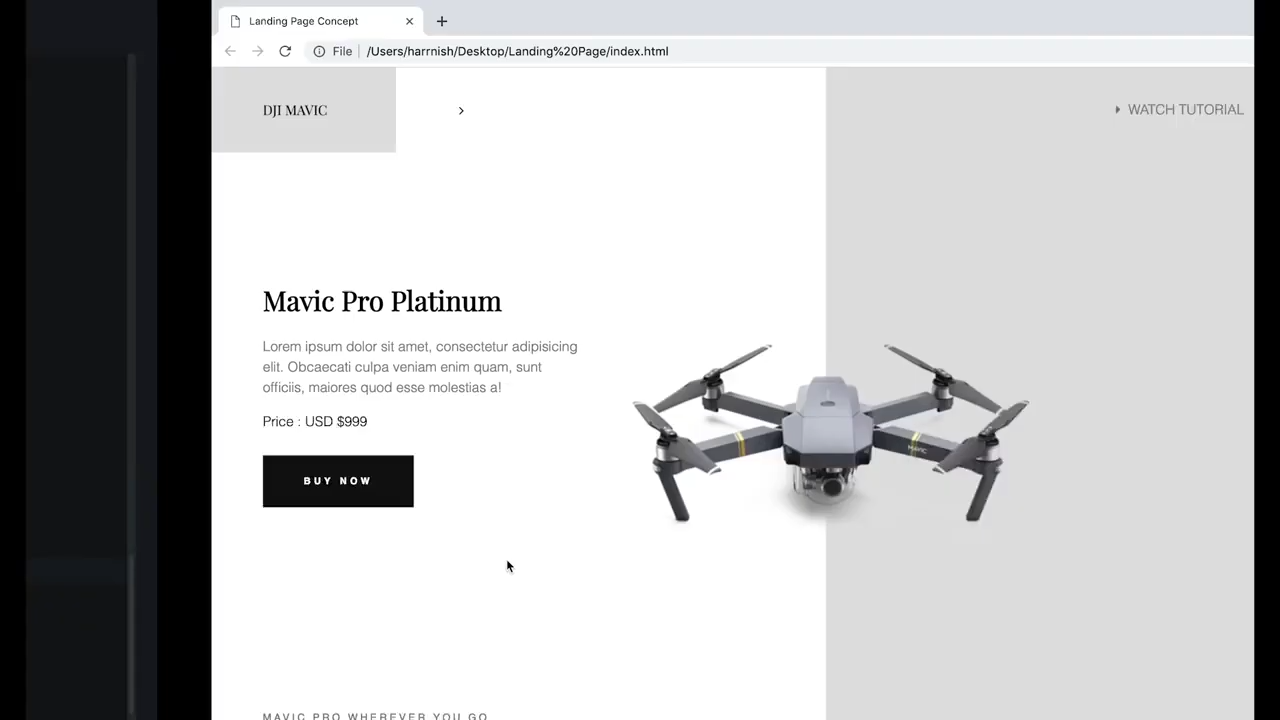 Landing Page Concept
File
/Users/harrnish/Desktop/Landing%20Page/index.html
DJI MAVIC
WATCH TUTORIAL
Mavic Pro Platinum
Lorem ipsum dolor sit amet, consectetur adipisicing
elit. Obcaecati culpa veniam enim quam, sunt
officiis, maiores quod esse molestias a!
Price : USD $999
MAVIC
BUY NOW
MAVIC PRO WHEREVER YOU GO